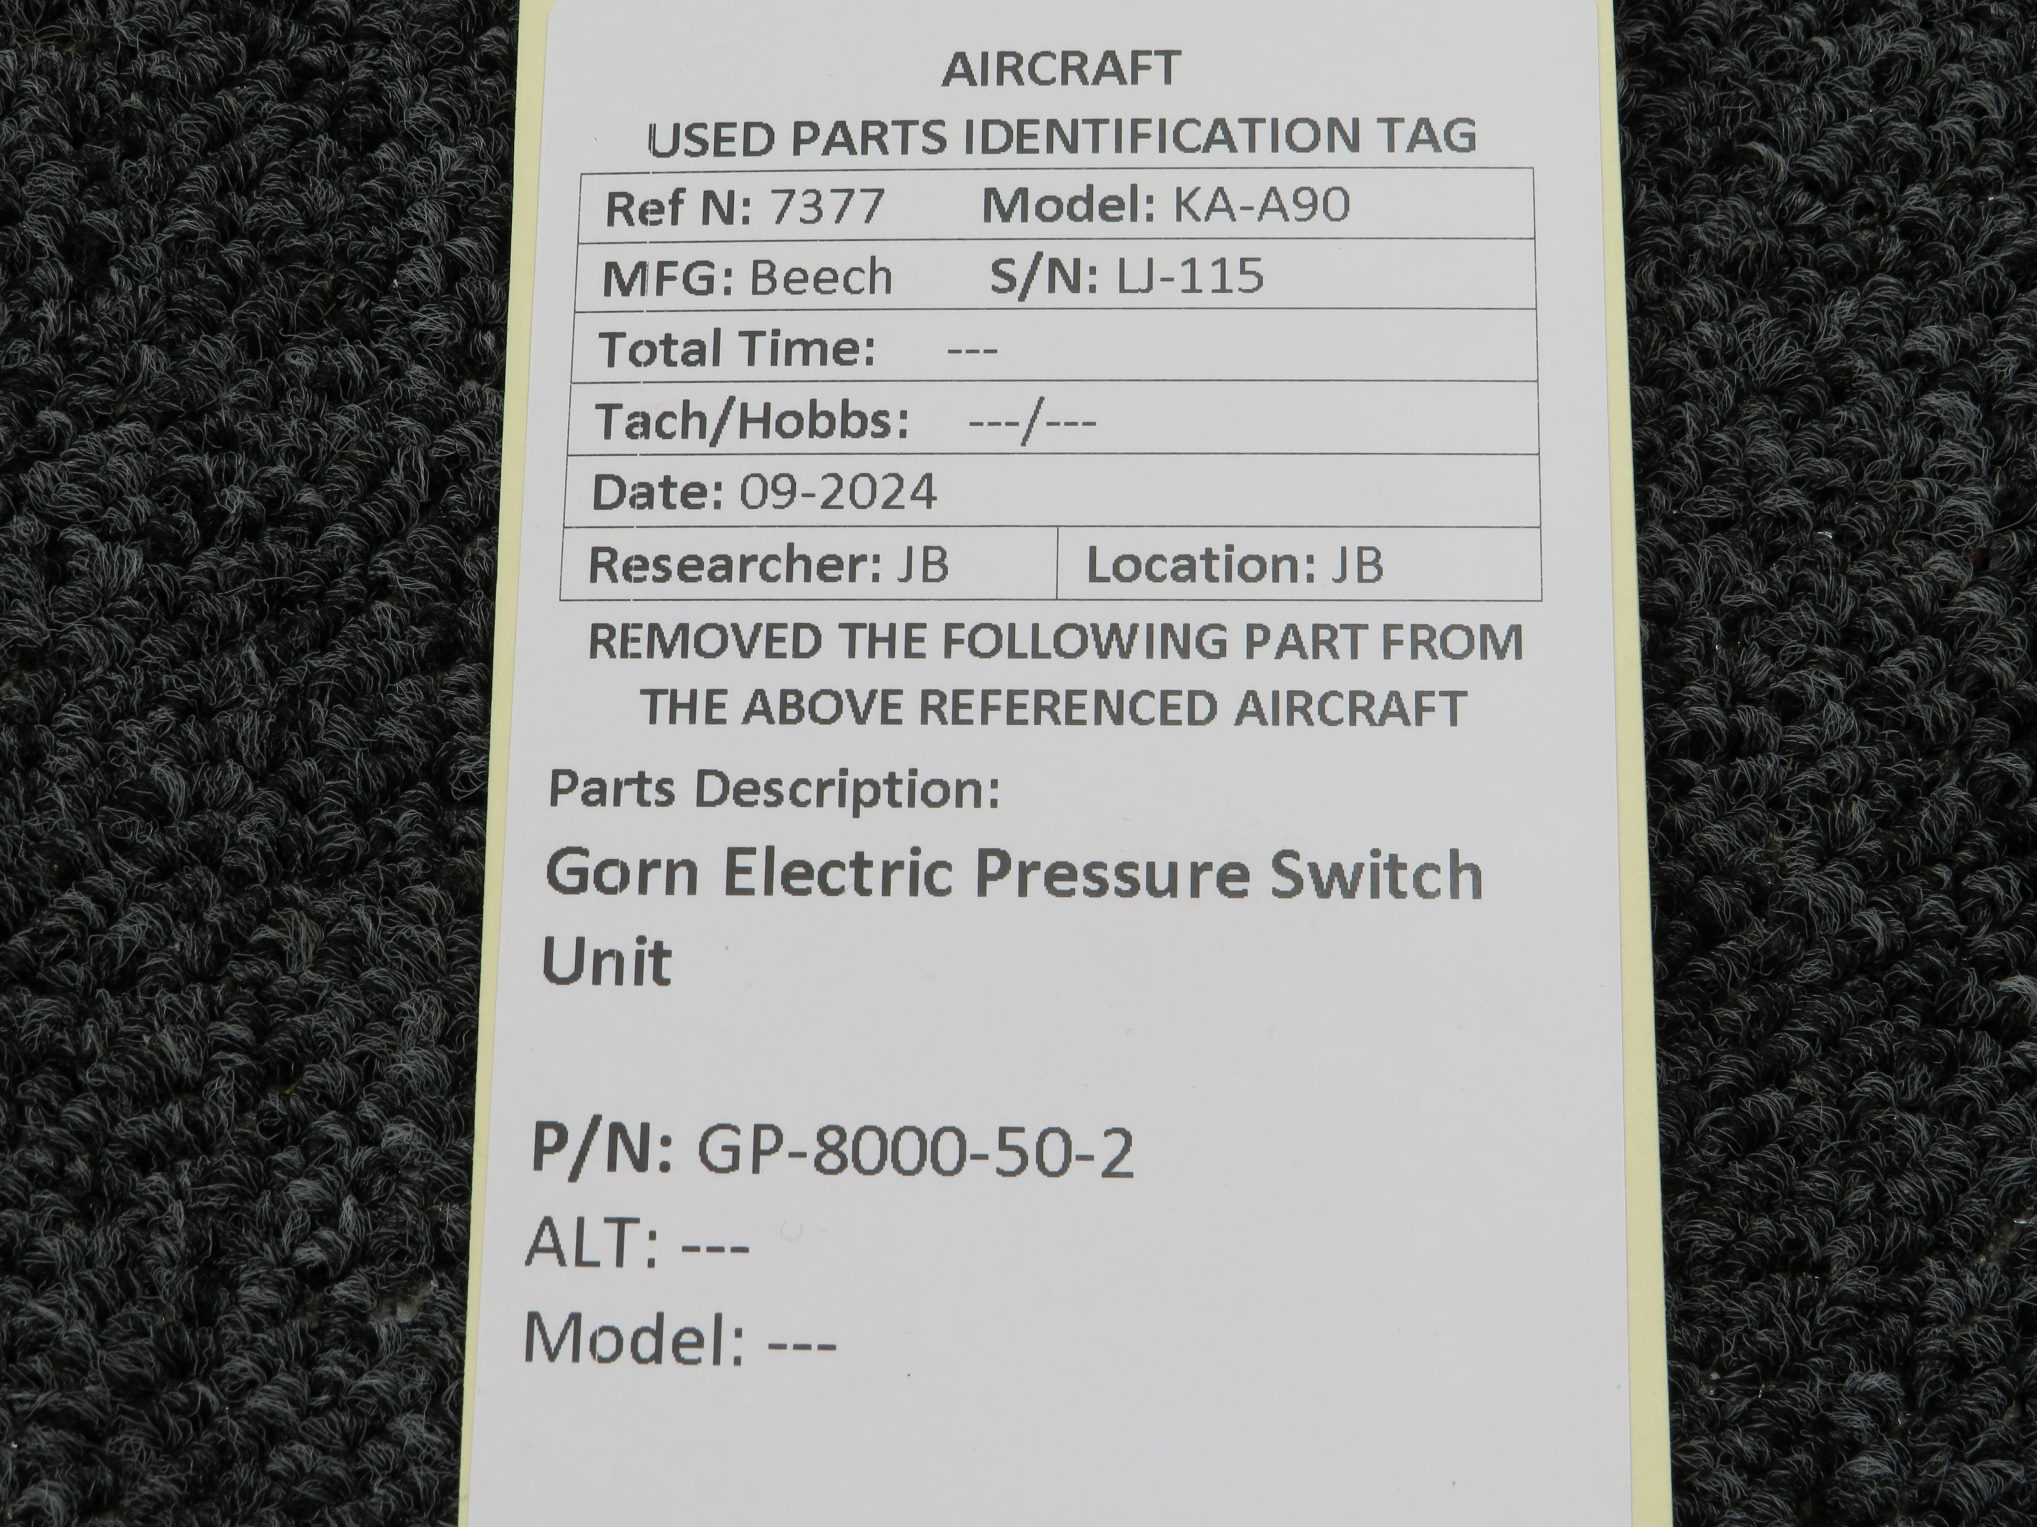 AIRCRAFT
USED PARTS IDENTIFICATION TAG
Ref N: 7377 Model: KA-A90
MFG: Beech S/N: LJ-115
Total Time: ---
Tach/Hobbs: ---/---
Date: 09-2024
Researcher: JB Location: JB
REMOVED THE FOLLOWING PART FROM
THE ABOVE REFERENCED AIRCRAFT
Parts Description:
Gorn Electric Pressure Switch
Unit
P/N: GP-8000-50-2
ALT: ---
Model: ---